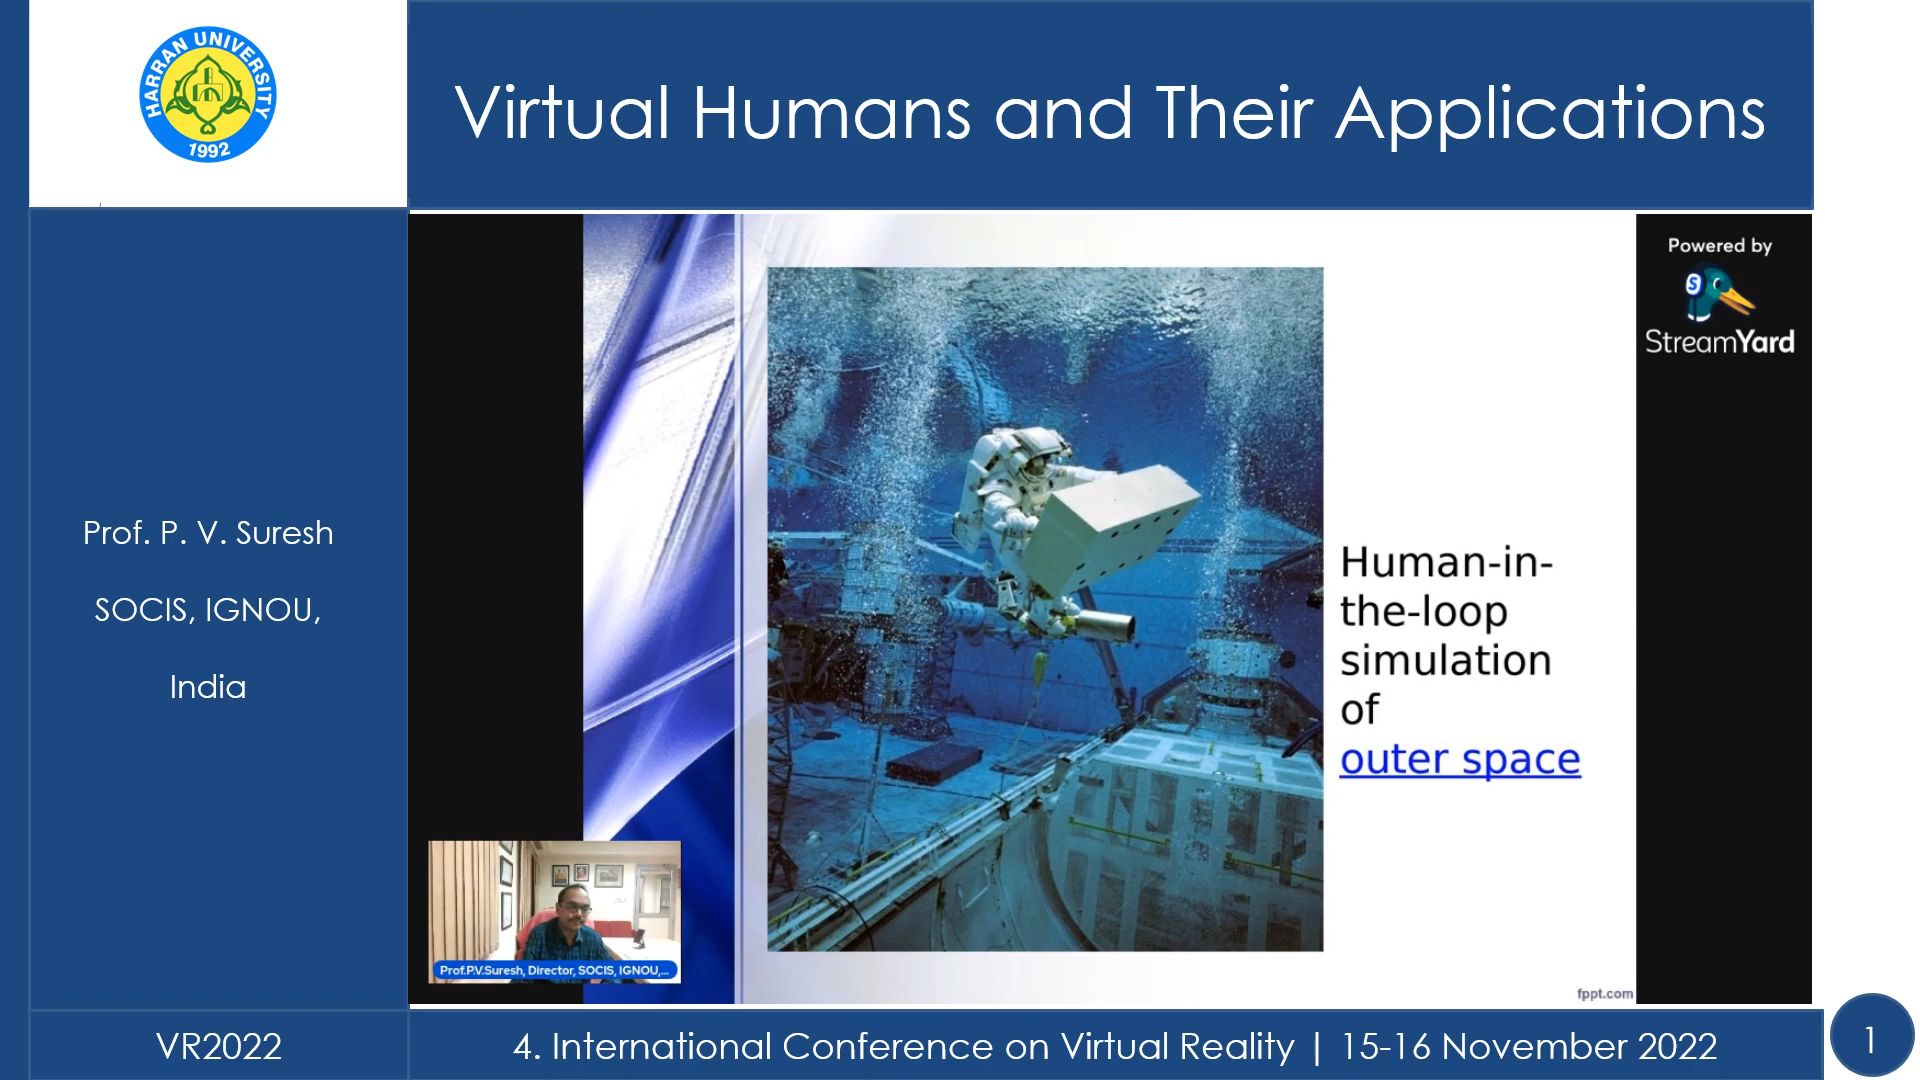 HARRAN UNIVERSITY
1992
Virtual Humans and Their Applications
Prof. P. V. Suresh
SOCIS, IGNOU,
India
Powered by
S
StreamYard
Human-in-
the-loop
simulation
of
outer space
Prof.P.V.Suresh, Director, SOCIS, IGNOU,...
fppt.com
VR2022
4. International Conference on Virtual Reality | 15-16 November 2022
1